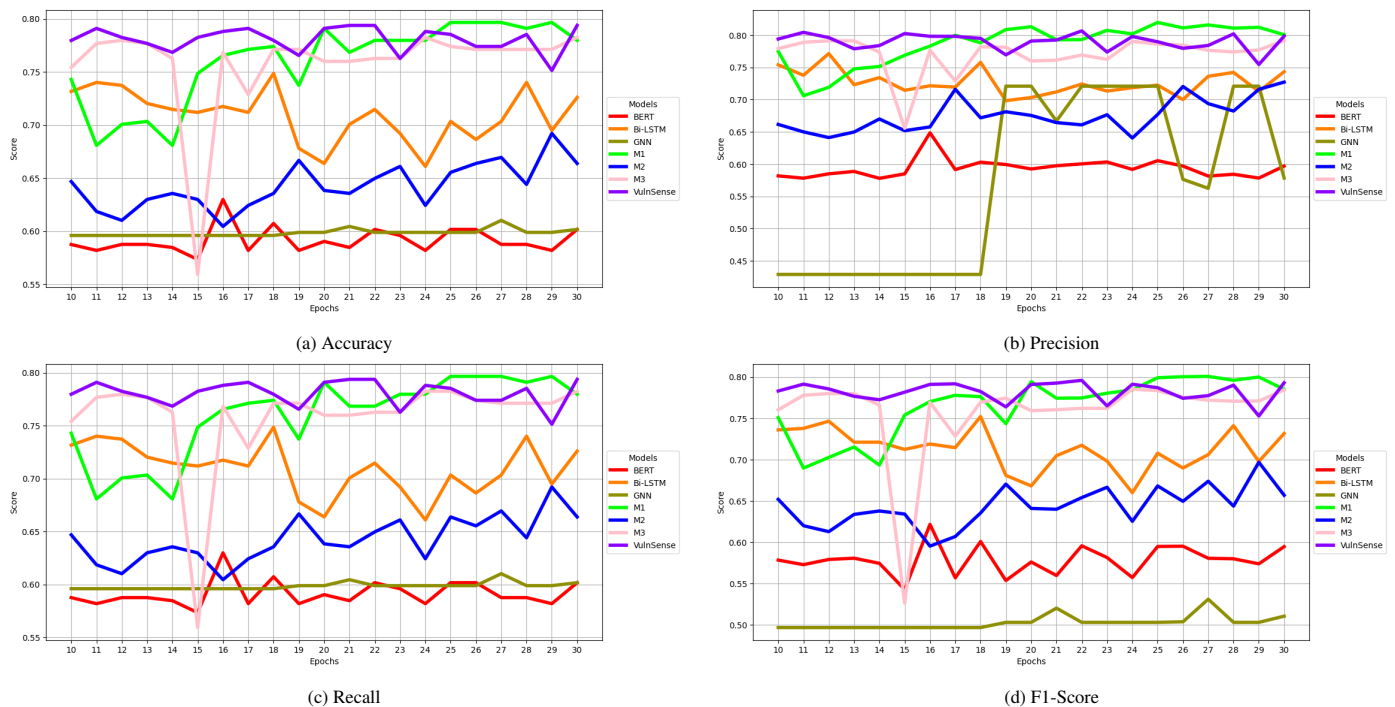 0.80
0.75
0.70
0.65
0.60
0.55
Score
10 11 12 13 14 15 16 17 18 19 20 21 22 23 24 25 26 27 28 29 30
Epochs
Models
BERT
Bi-LSTM
GNN
M1
M2
M3
VulnSense
(a) Accuracy
0.80
0.75
0.70
0.65
0.60
0.55
0.50
0.45
Score
10 11 12 13 14 15 16 17 18 19 20 21 22 23 24 25 26 27 28 29 30
Epochs
Models
BERT
Bi-LSTM
GNN
M1
M2
M3
VulnSense
(b) Precision
0.80
0.75
0.70
0.65
0.60
0.55
Score
10 11 12 13 14 15 16 17 18 19 20 21 22 23 24 25 26 27 28 29 30
Epochs
Models
BERT
Bi-LSTM
GNN
M1
M2
M3
VulnSense
(c) Recall
0.80
0.75
0.70
0.65
0.60
0.55
0.50
Score
10 11 12 13 14 15 16 17 18 19 20 21 22 23 24 25 26 27 28 29 30
Epochs
Models
BERT
Bi-LSTM
GNN
M1
M2
M3
VulnSense
(d) F1-Score